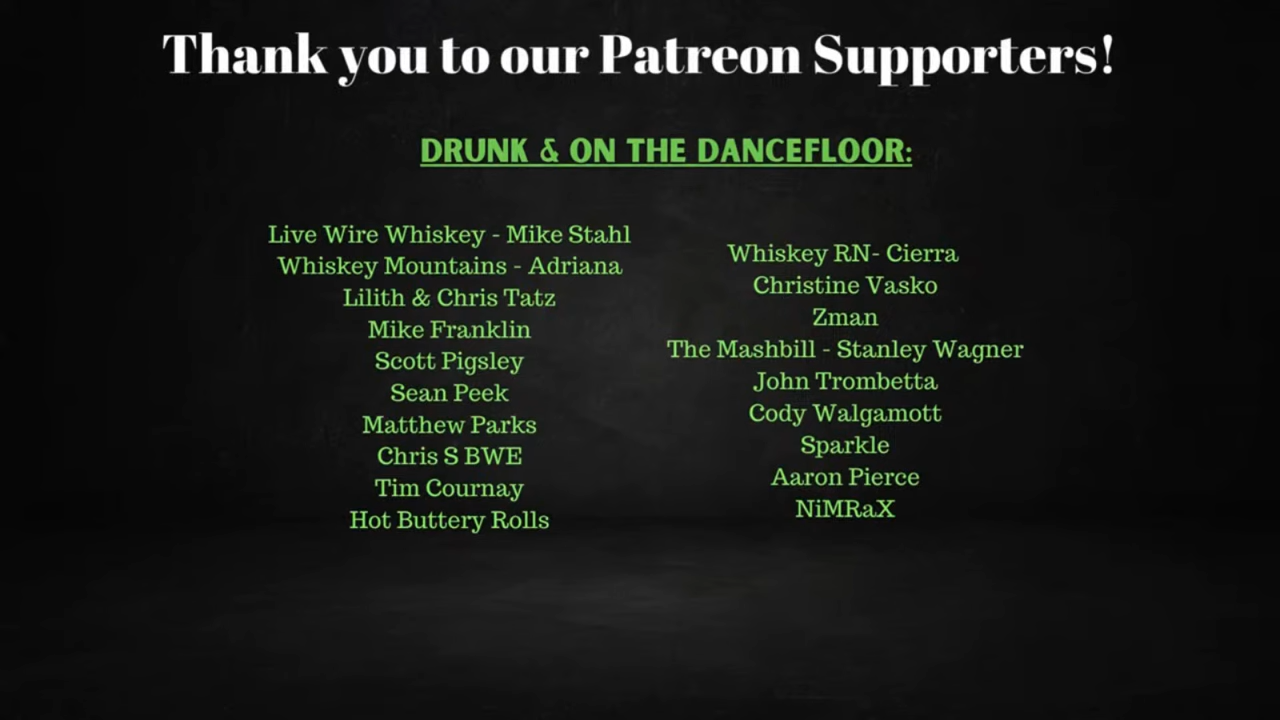 Thank you to our Patreon Supporters!
DRUNK & ON THE DANCEFLOOR:
Live Wire Whiskey - Mike Stahl
Whiskey Mountains - Adriana
Lilith & Chris Tatz
Mike Franklin
Scott Pigsley
Sean Peek
Matthew Parks
Chris S BWE
Tim Cournay
Hot Buttery Rolls
Whiskey RN- Cierra
Christine Vasko
Zman
The Mashbill - Stanley Wagner
John Trombetta
Cody Walgamott
Sparkle
Aaron Pierce
NiMRaX